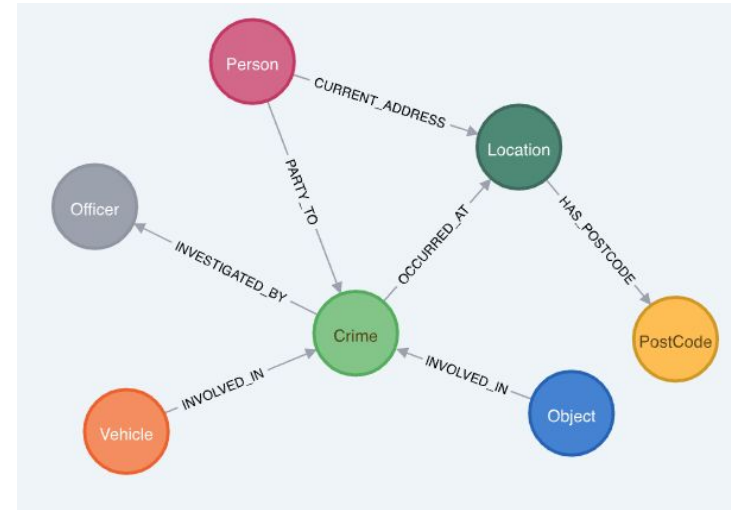 Person
CURRENT_ADDRESS
Location
PARTY_TO
Officer
HAS_POSTCODE
OCCURRED_AT
INVESTIGATED_BY
Crime
PostCode
INVOLVED_IN
INVOLVED_IN
Object
Vehicle